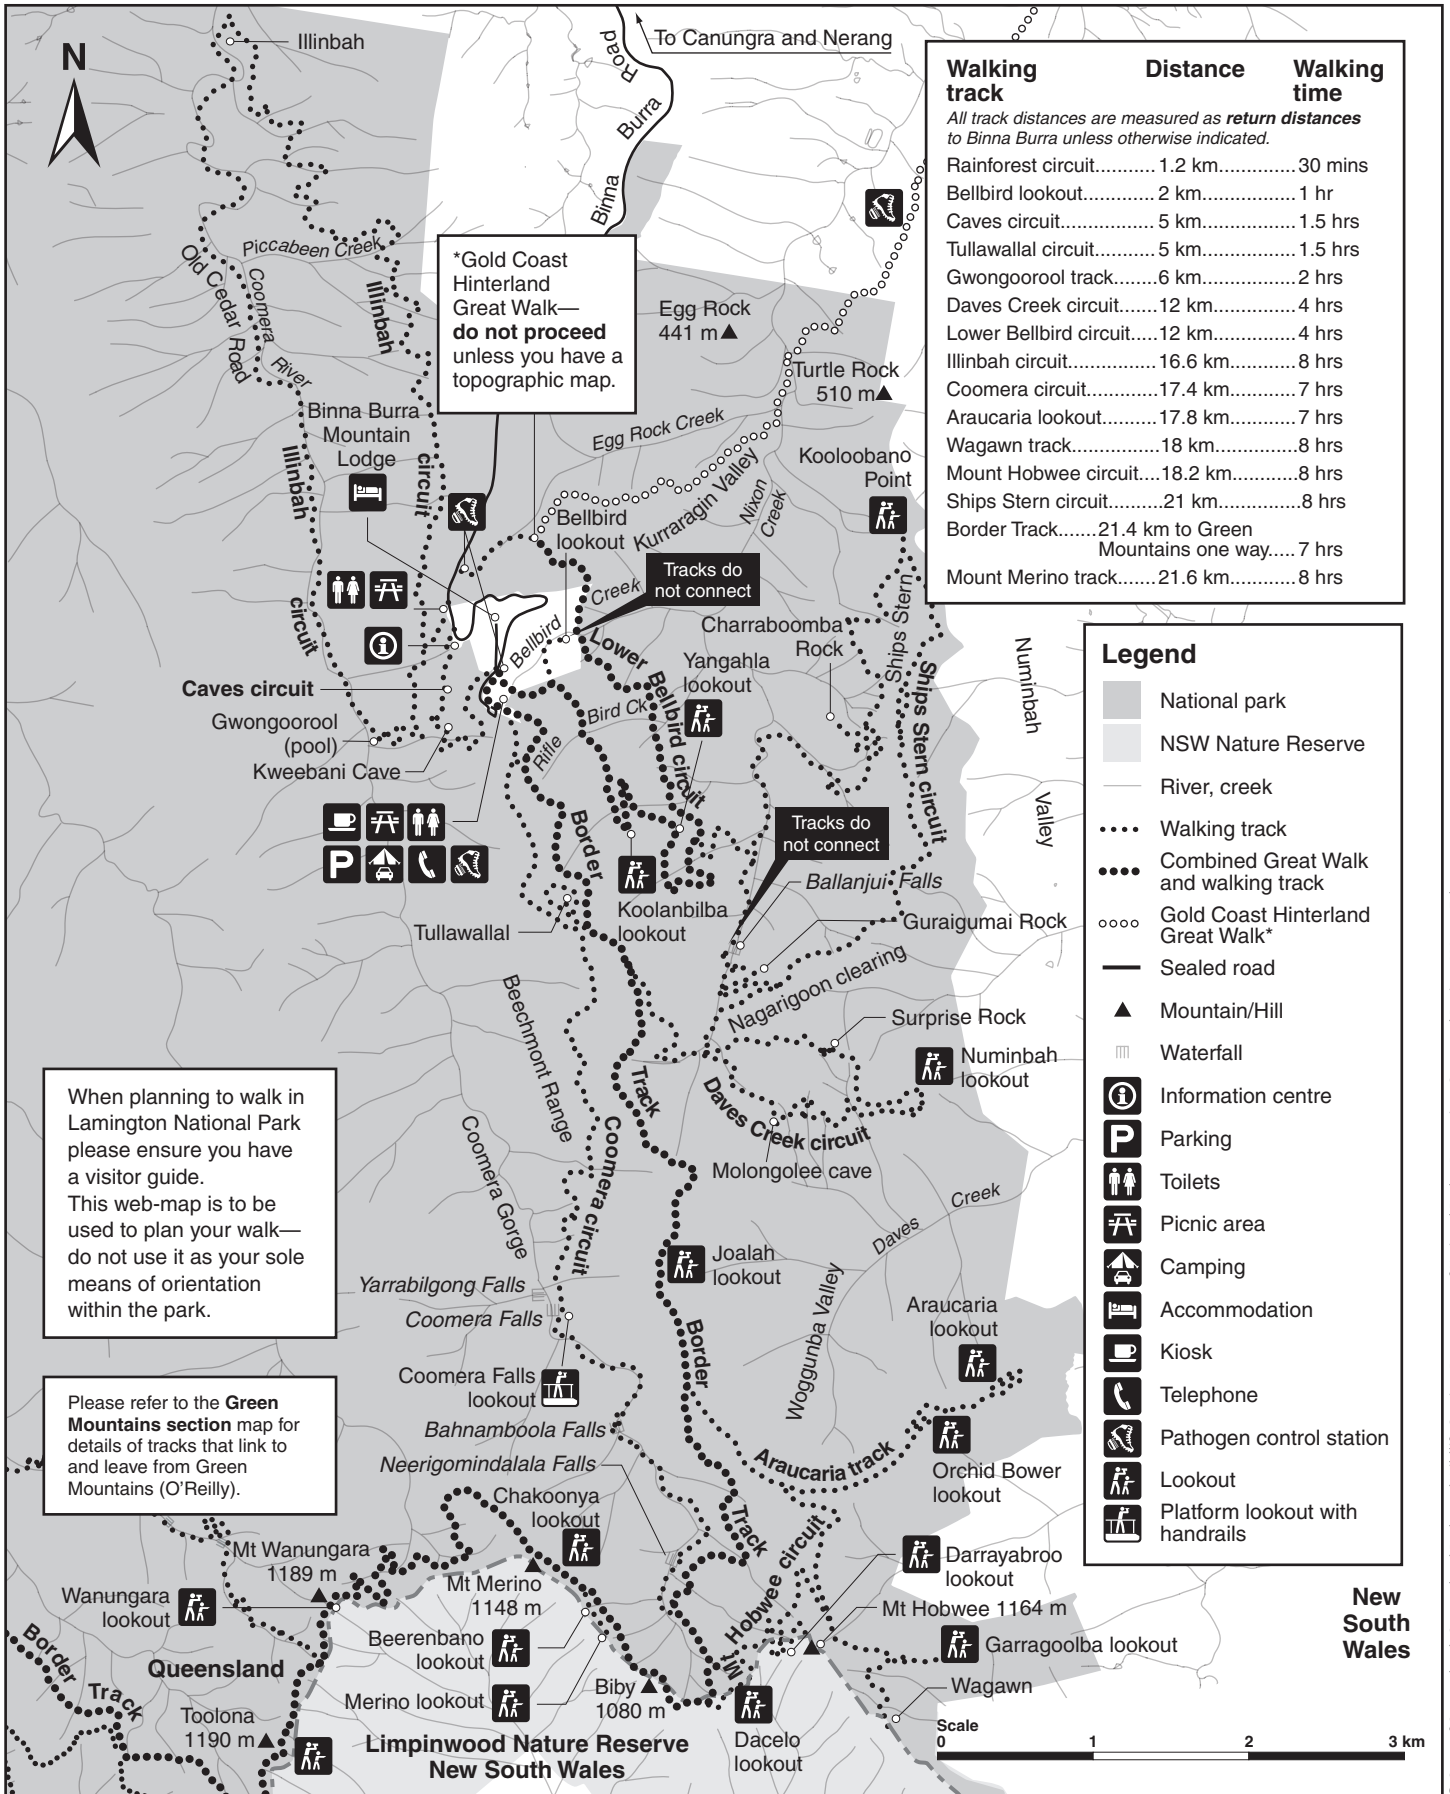 Illinbah
N
To Canungra and Nerang
Binna Burra Road
Walking track Distance Walking time
All track distances are measured as return distances
to Binna Burra unless otherwise indicated.
Rainforest circuit...........1.2 km..............30 mins
Bellbird lookout.............2 km.................1 hr
Caves circuit.................5 km.................1.5 hrs
Tullawallal circuit...........5 km.................1.5 hrs
Gwongoorool track........6 km.................2 hrs
Daves Creek circuit.......12 km...............4 hrs
Lower Bellbird circuit.....12 km...............4 hrs
Illinbah circuit................16.6 km............8 hrs
Coomera circuit.............17.4 km............7 hrs
Araucaria lookout..........17.8 km............7 hrs
Wagawn track...............18 km...............8 hrs
Mount Hobwee circuit....18.2 km............8 hrs
Ships Stern circuit..........21 km...............8 hrs
Border Track.......21.4 km to Green
Mountains one way.....7 hrs
Mount Merino track.......21.6 km............8 hrs
Piccabeen Creek
Old Cedar Road
Coomera River
Illinbah circuit
*Gold Coast
Hinterland
Great Walk—
do not proceed
unless you have a
topographic map.
Egg Rock
441 m
Turtle Rock
510 m
Egg Rock Creek
Binna Burra
Mountain
Lodge
Illinbah circuit
Kooloobano
Point
Kurraragin Valley
Nixon Creek
Bellbird
lookout
Tracks do
not connect
Bellbird Creek
Charraboomba
Rock
Ships Stern
Ships Stern circuit
Numinbah Valley
Lower Bellbird circuit
Yangahla
lookout
Caves circuit
Gwongoorool
(pool)
Kweebani Cave
Rifle Bird Ck
Border Track
Tracks do
not connect
Ballanjui Falls
Koolanbilba
lookout
Guraigumai Rock
Tullawallal
Nagarigoon clearing
Beechmont Range
Surprise Rock
Numinbah
lookout
Daves Creek circuit
Molongolee cave
When planning to walk in
Lamington National Park
please ensure you have
a visitor guide.
This web-map is to be
used to plan your walk—
do not use it as your sole
means of orientation
within the park.
Coomera Gorge
Coomera circuit
Daves Creek
Joalah
lookout
Woggunba Valley
Yarrabilgong Falls
Coomera Falls
Araucaria
lookout
Border Track
Coomera Falls
lookout
Please refer to the Green
Mountains section map for
details of tracks that link to
and leave from Green
Mountains (O'Reilly).
Bahnamboola Falls
Neerigomindalala Falls
Araucaria track
Orchid Bower
lookout
Chakoonya
lookout
Mt Wanungara
1189 m
Wanungara
lookout
Mt Merino
1148 m
Mt Hobwee circuit
Darrayabroo
lookout
Mt Hobwee 1164 m
Garragoolba lookout
Beerenbano
lookout
Border Track
Queensland
Merino lookout
Biby
1080 m
Wagawn
Toolona
1190 m
Dacelo
lookout
Limpinwood Nature Reserve
New South Wales
New
South
Wales
Scale
0 1 2 3 km
Legend
National park
NSW Nature Reserve
River, creek
Walking track
Combined Great Walk
and walking track
Gold Coast Hinterland
Great Walk*
Sealed road
Mountain/Hill
Waterfall
Information centre
P Parking
Toilets
Picnic area
Camping
Accommodation
Kiosk
Telephone
Pathogen control station
Lookout
Platform lookout with
handrails